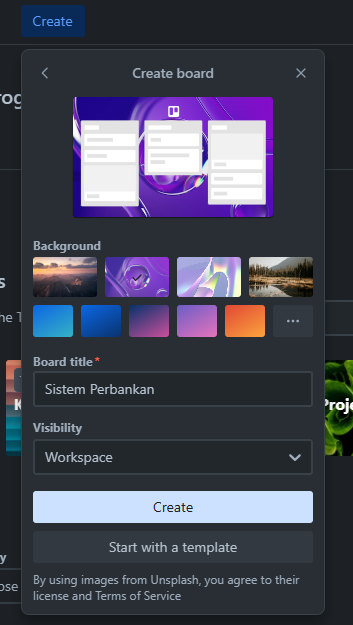 Create
Create board
Background
Board title*
Sistem Perbankan
Visibility
Workspace
Create
Start with a template
By using images from Unsplash, you agree to their
license and Terms of Service